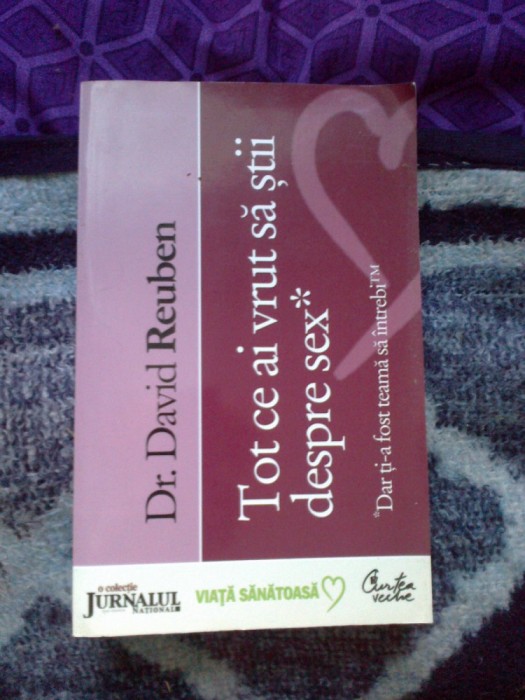 Dr. David Reuben
Tot ce ai vrut să știi
despre sex*
*Dar ți-a fost teamă să întrebi™
o colecție
JURNALUL
NAȚIONAL
VIAȚĂ SĂNĂTOASĂ
Curtea
veche